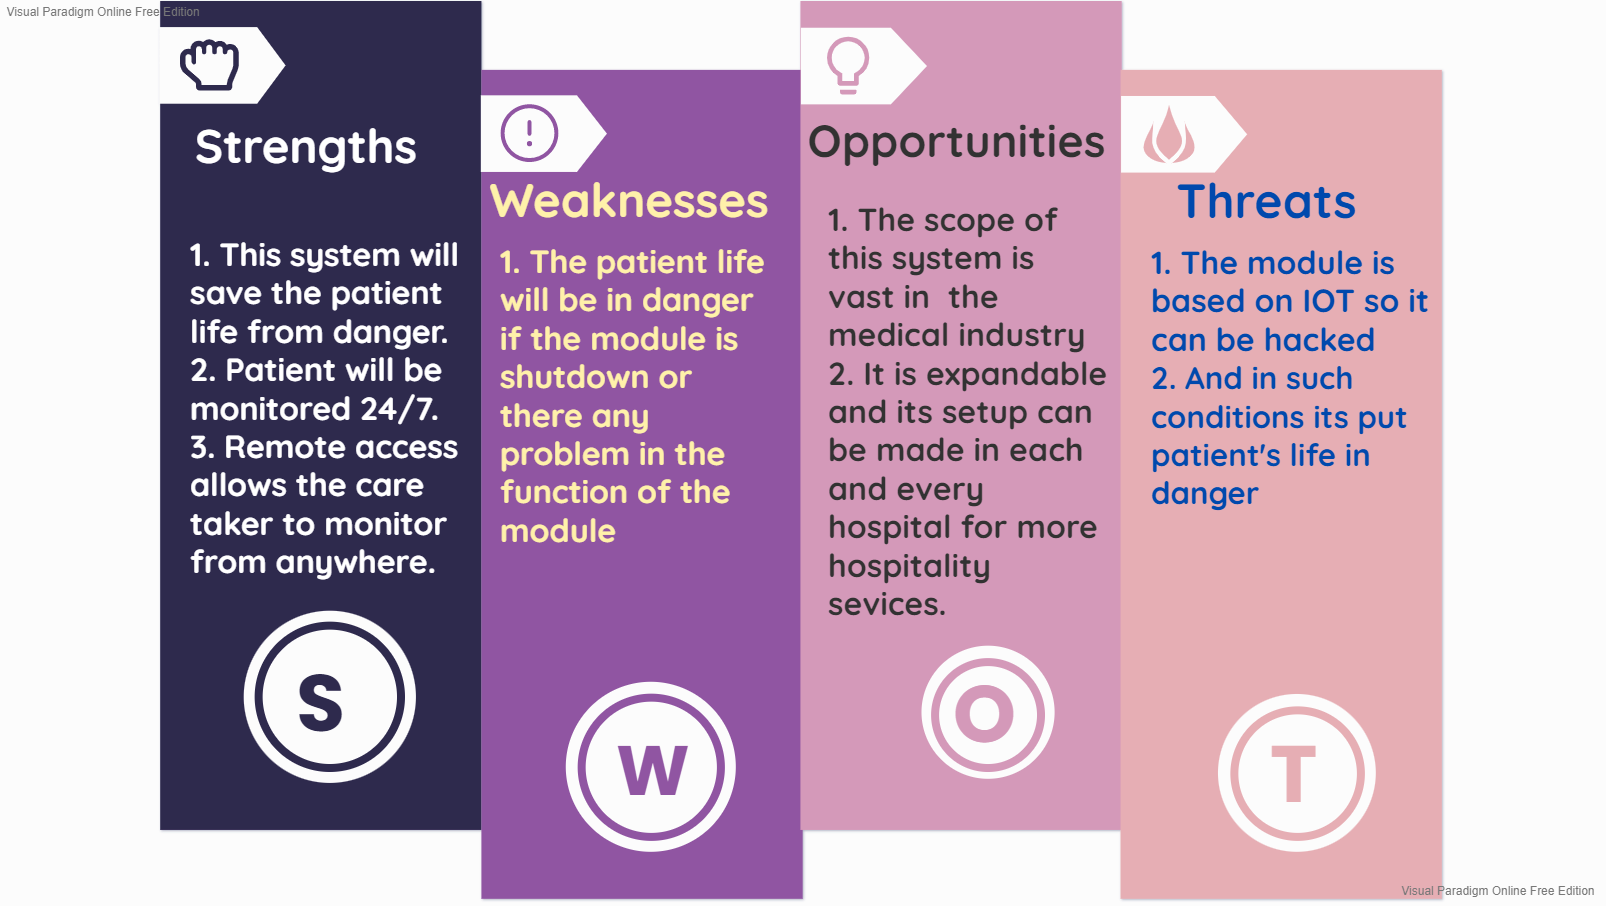 Visual Paradigm Online Free Edition
Strengths
1. This system will
save the patient
life from danger.
2. Patient will be
monitored 24/7.
3. Remote access
allows the care
taker to monitor
from anywhere.
S
Weaknesses
1. The patient life
will be in danger
if the module is
shutdown or
there any
problem in the
function of the
module
W
Opportunities
1. The scope of
this system is
vast in  the
medical industry
2. It is expandable
and its setup can
be made in each
and every
hospital for more
hospitality
sevices.
O
Threats
1. The module is
based on IOT so it
can be hacked
2. And in such
conditions its put
patient's life in
danger
T
Visual Paradigm Online Free Edition